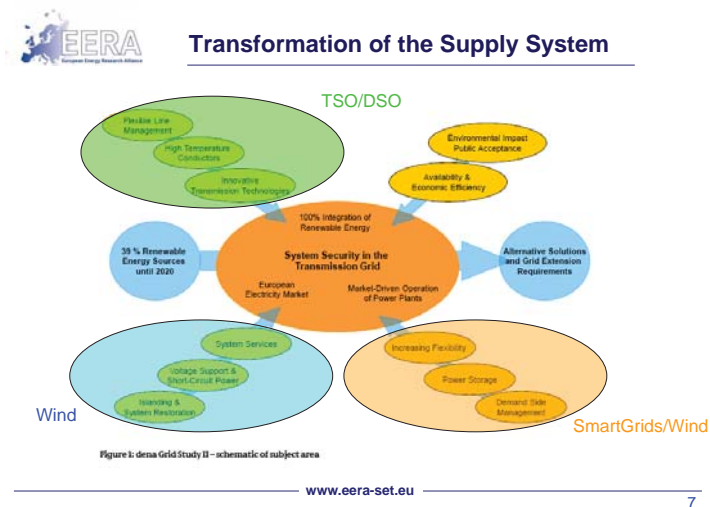 EERA
European Energy Research Alliance
Transformation of the Supply System
TSO/DSO
Flexible Line
Management
High Temperature
Conductors
Innovative
Transmission Technologies
Environmental Impact
Public Acceptance
Availability &
Economic Efficiency
100% Integration of
Renewable Energy
39 % Renewable
Energy Sources
until 2020
System Security in the
Transmission Grid
Alternative Solutions
and Grid Extension
Requirements
European
Electricity Market
Market-Driven Operation
of Power Plants
System Services
Voltage Support &
Short-Circuit Power
Islanding &
System Restoration
Wind
Increasing Flexibility
Power Storage
Demand Side
Management
SmartGrids/Wind
Figure 1: dena Grid Study II – schematic of subject area
www.eera-set.eu
7